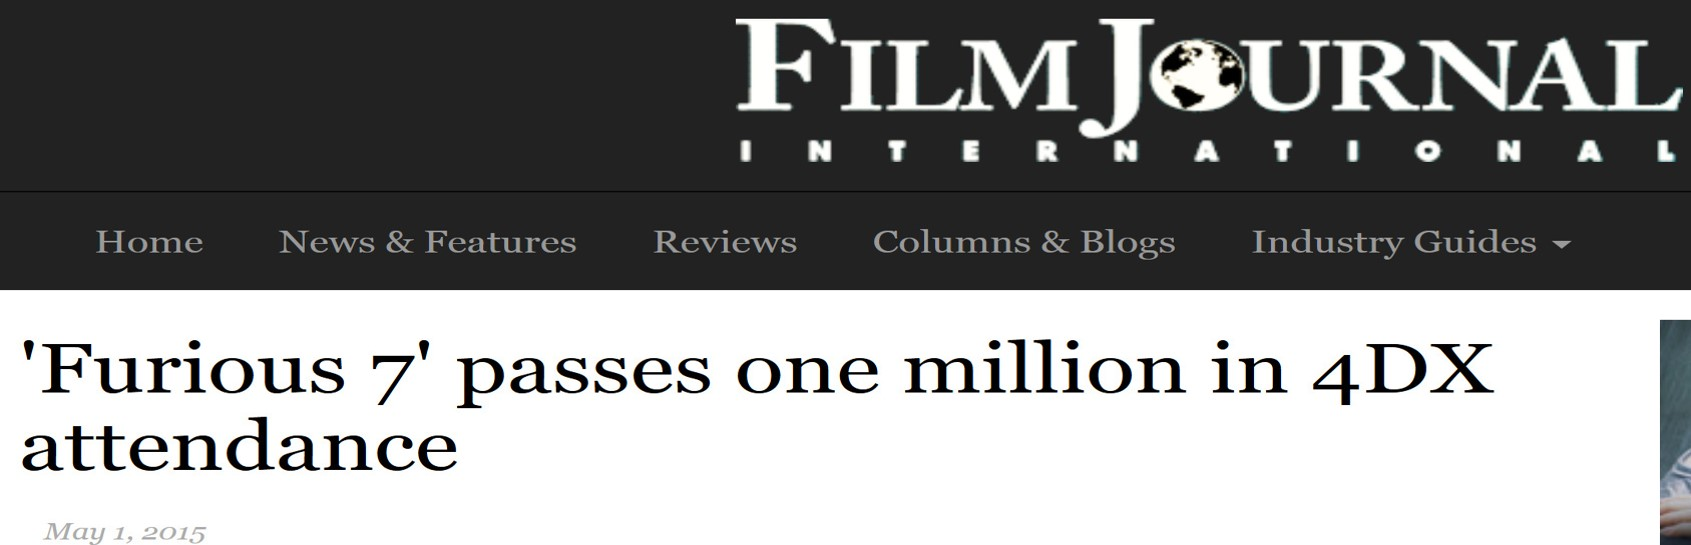 FILM JOURNAL
INTERNATIONAL
Home News & Features Reviews Columns & Blogs Industry Guides
'Furious 7' passes one million in 4DX
attendance
May 1, 2015